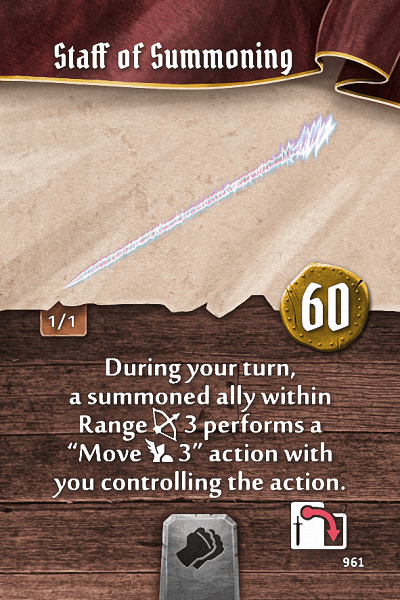 Staff of Summoning
1/1
60
During your turn,
a summoned ally within
Range 3 performs a
“Move 3” action with
you controlling the action.
961